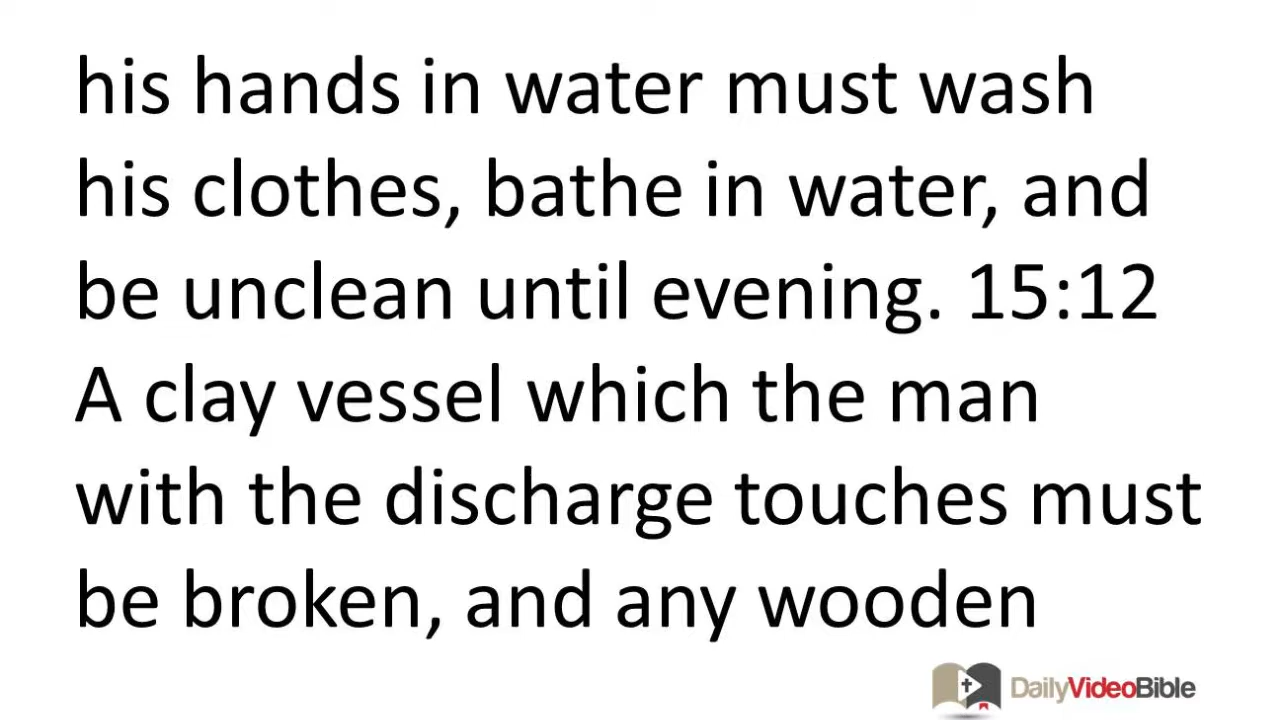 his hands in water must wash
his clothes, bathe in water, and
be unclean until evening. 15:12
A clay vessel which the man
with the discharge touches must
be broken, and any wooden
DailyVideoBible